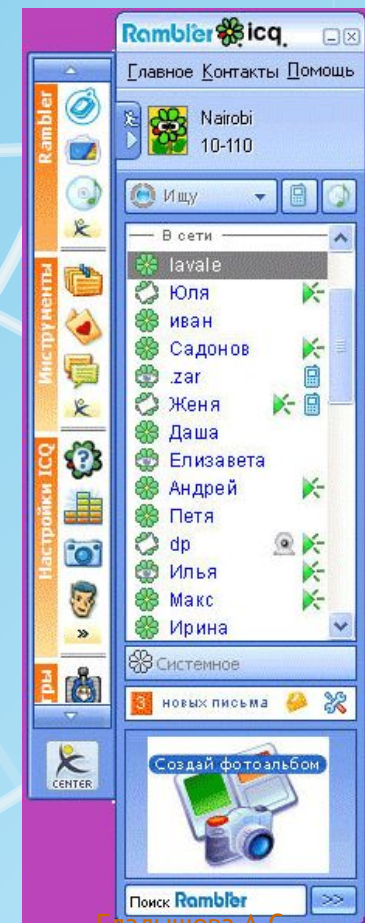 Rambler icq
Главное Контакты Помощь
Nairobi
10-110
Ищу
В сети
lavale
Юля
иван
Садонов
.zar
Женя
Даша
Елизавета
Андрей
Петя
dp
Илья
Макс
Ирина
Системное
3 новых письма
Создай фотоальбом
Поиск Rambler >>
Rambler
Инструменты
Настройки ICQ
»
CENTER